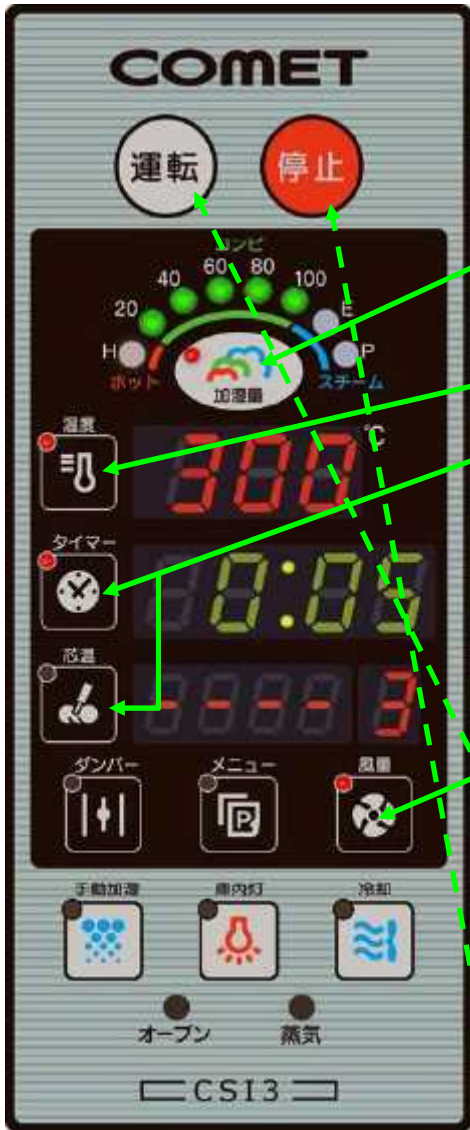 COMET
運転
停止
コンビ
20 40 60 80 100
H E
P
ホット スチーム
加湿量
温度
300 ℃
タイマー
0:05
芯温
---- 3
ダンパー メニュー 風量
P
手動加湿 庫内灯 冷却
オーブン 蒸気
CSI3